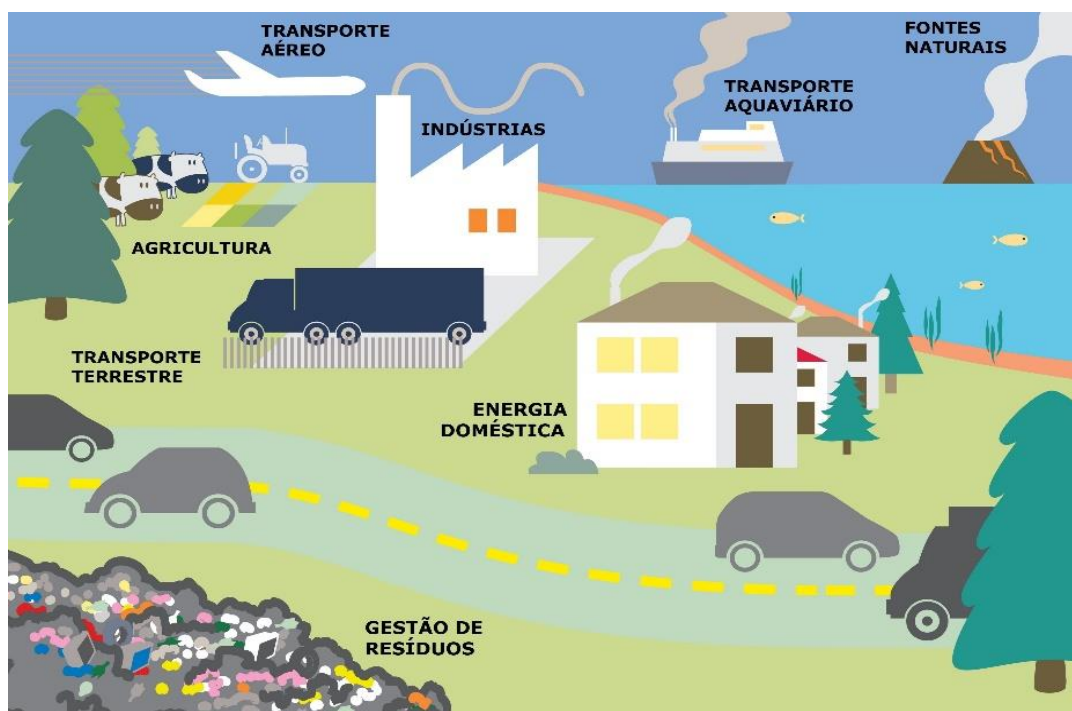 TRANSPORTE
AÉREO
INDÚSTRIAS
TRANSPORTE
AQUAVIÁRIO
FONTES
NATURAIS
AGRICULTURA
TRANSPORTE
TERRESTRE
ENERGIA
DOMÉSTICA
GESTÃO DE
RESÍDUOS